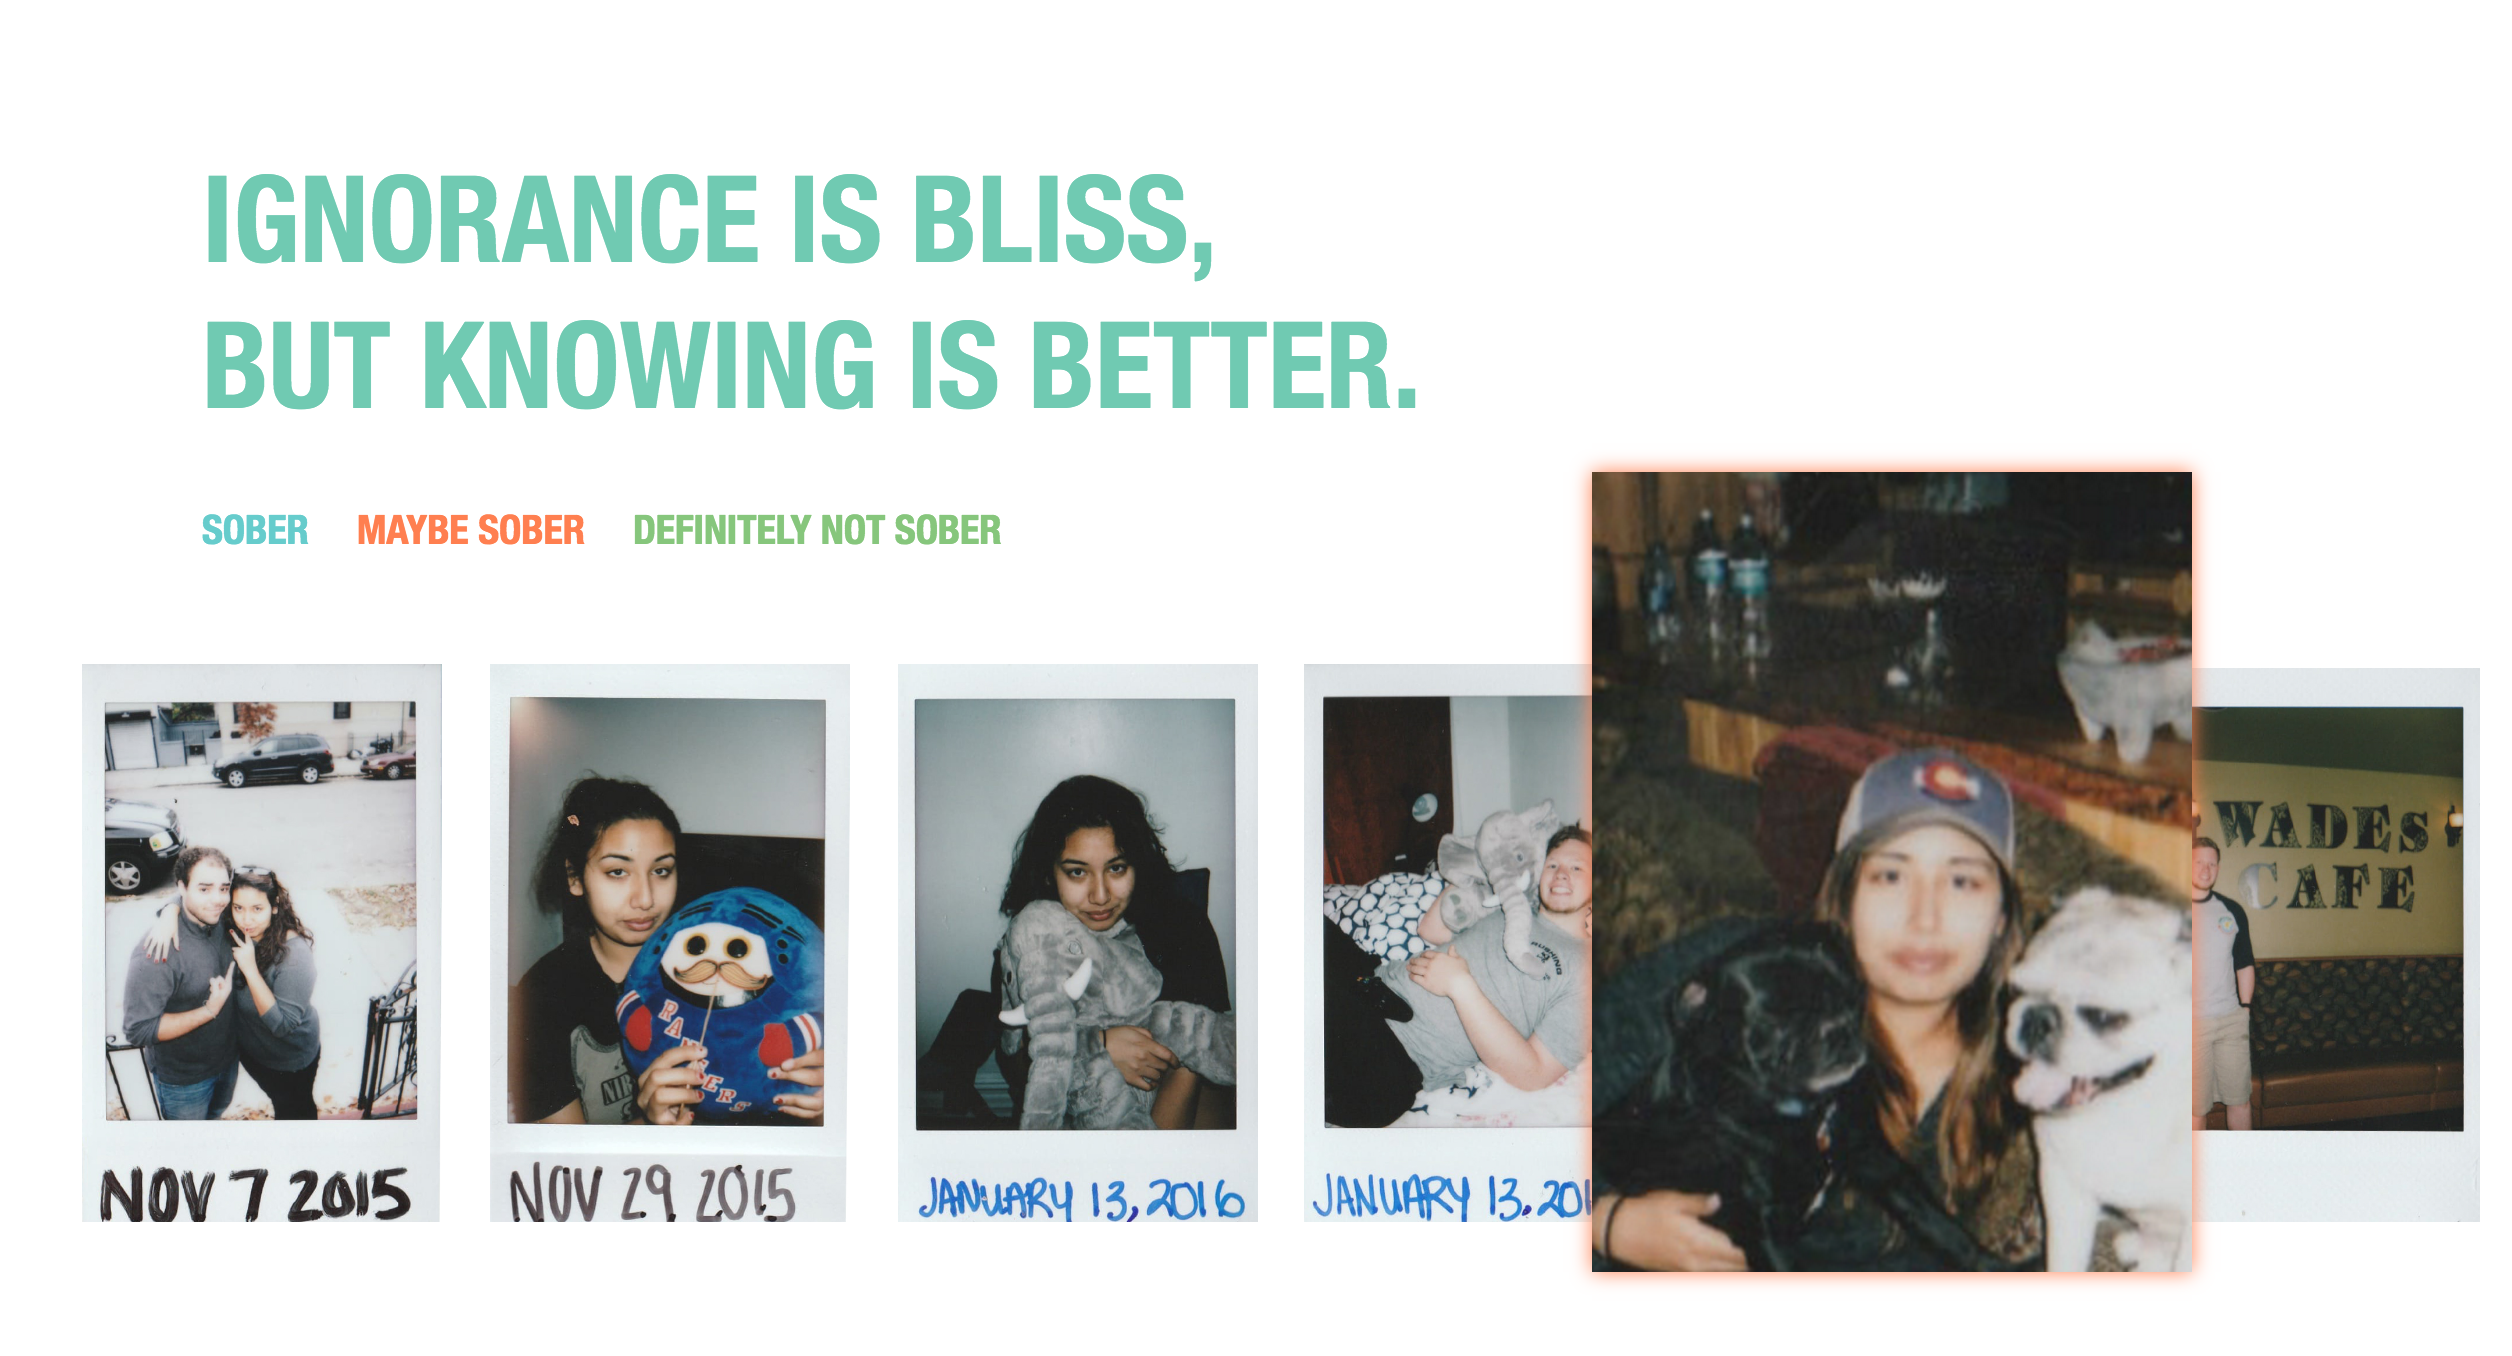 IGNORANCE IS BLISS,
BUT KNOWING IS BETTER.
SOBER MAYBE SOBER DEFINITELY NOT SOBER
WADES
CAFE
RANGERS
NOV 7 2015
NOV 29 2015
JANUARY 13, 2016
JANUARY 13, 201